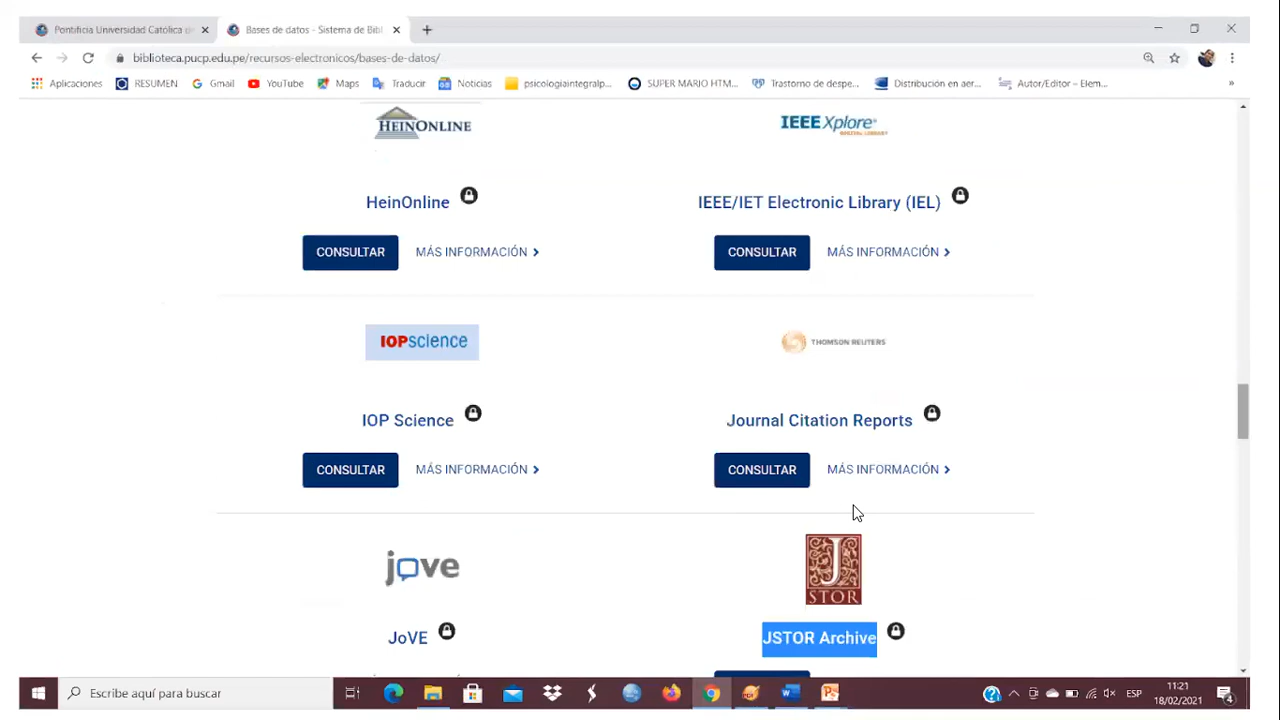 Pontificia Universidad Católica de
Bases de datos - Sistema de Bibl
biblioteca.pucp.edu.pe/recursos-electronicos/bases-de-datos/
Aplicaciones RESUMEN Gmail YouTube Maps Traducir Noticias psicologiaintegralp... SUPER MARIO HTM... Trastorno de despe... Distribución en aer... Autor/Editor – Elem... »
HEINONLINE
IEEE Xplore®
DIGITAL LIBRARY
HeinOnline
IEEE/IET Electronic Library (IEL)
CONSULTAR MÁS INFORMACIÓN
CONSULTAR MÁS INFORMACIÓN
IOPscience
THOMSON REUTERS
IOP Science
Journal Citation Reports
CONSULTAR MÁS INFORMACIÓN
CONSULTAR MÁS INFORMACIÓN
jove
J
STOR
JoVE
JSTOR Archive
Escribe aquí para buscar
ESP
11:21
18/02/2021
4